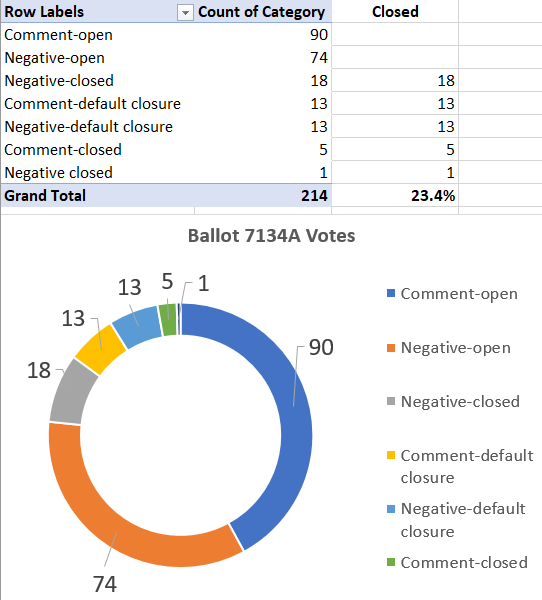 Row Labels Count of Category Closed
Comment-open 90
Negative-open 74
Negative-closed 18 18
Comment-default closure 13 13
Negative-default closure 13 13
Comment-closed 5 5
Negative closed 1 1
Grand Total 214 23.4%
Ballot 7134A Votes
90
74
18
13
13
5
1
Comment-open
Negative-open
Negative-closed
Comment-default
closure
Negative-default
closure
Comment-closed